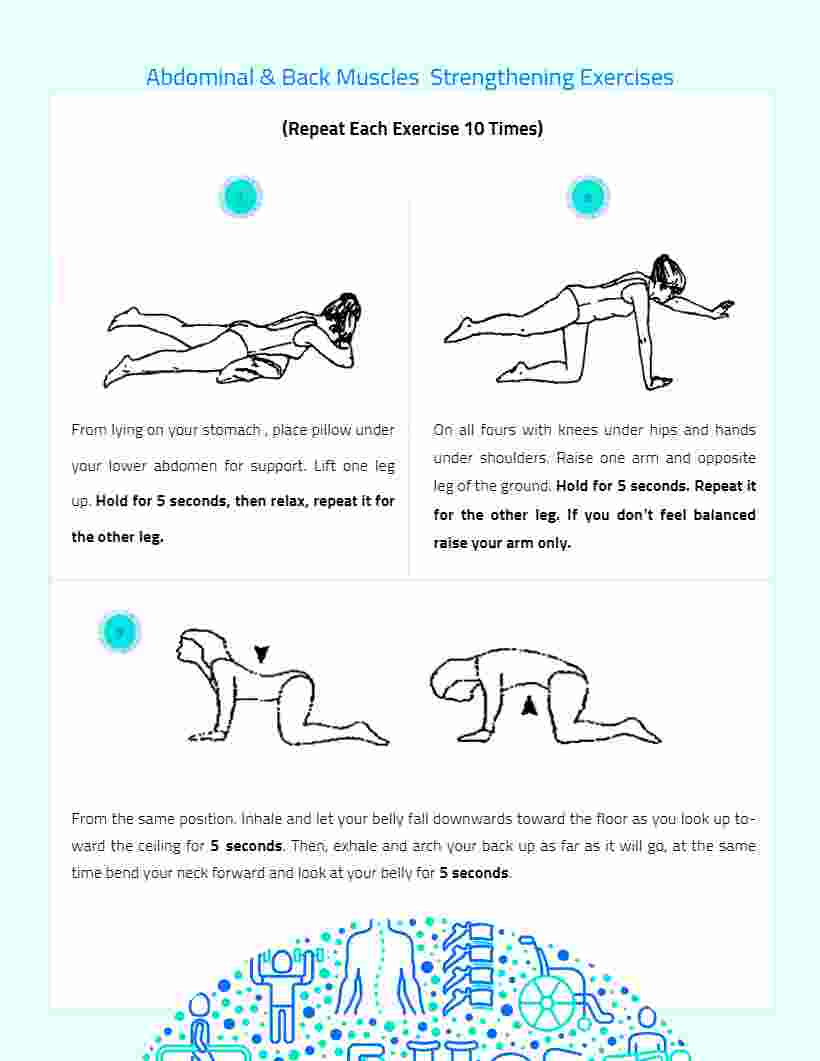 Abdominal & Back Muscles Strengthening Exercises
(Repeat Each Exercise 10 Times)
From lying on your stomach , place pillow under
your lower abdomen for support. Lift one leg
up. Hold for 5 seconds, then relax, repeat it for
the other leg.
On all fours with knees under hips and hands
under shoulders. Raise one arm and opposite
leg of the ground. Hold for 5 seconds. Repeat it
for the other leg. If you don't feel balanced
raise your arm only.
9
From the same position. Inhale and let your belly fall downwards toward the floor as you look up to-
ward the ceiling for 5 seconds. Then, exhale and arch your back up as far as it will go, at the same
time bend your neck forward and look at your belly for 5 seconds.